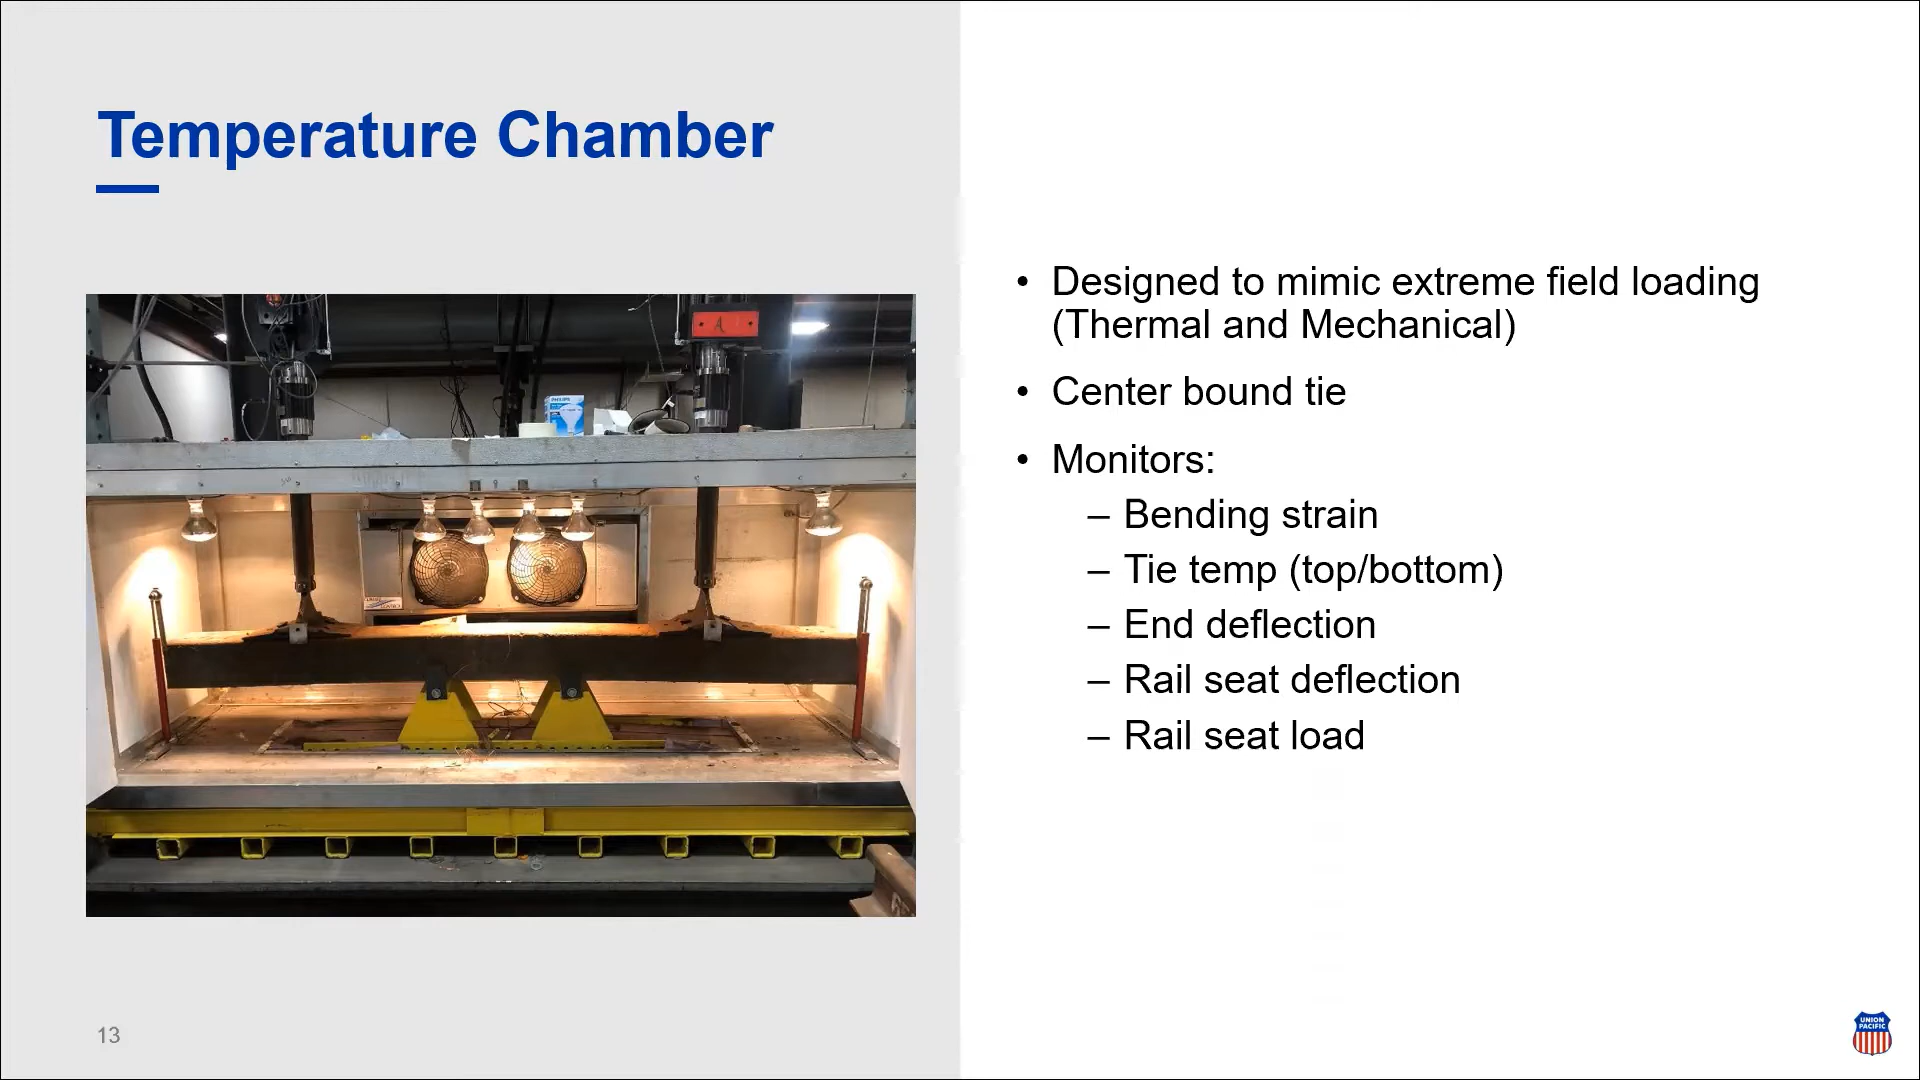 Temperature Chamber
• Designed to mimic extreme field loading
(Thermal and Mechanical)
• Center bound tie
• Monitors:
– Bending strain
– Tie temp (top/bottom)
– End deflection
– Rail seat deflection
– Rail seat load
A
PHILIPS
13
UNION
PACIFIC